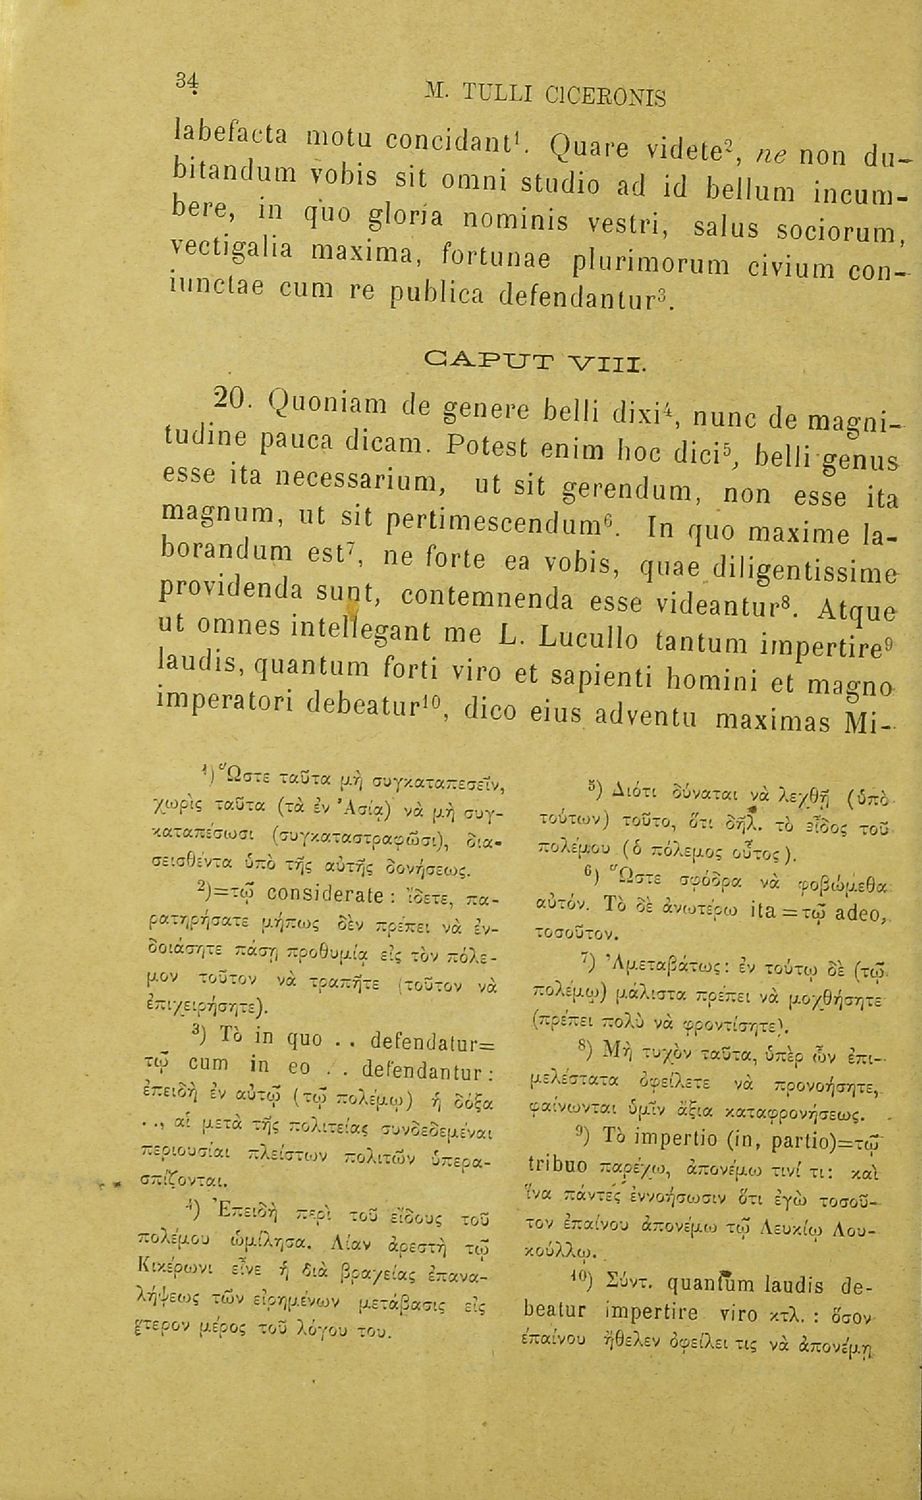 34
M. TULLI CICERONIS
labefacta motu concidant¹. Quare videte², ne non du-
bitandum vobis sit omni studio ad id bellum incum-
bere, in quo gloria nominis vestri, salus sociorum,
vectigalia maxima, fortunae plurimorum civium con-
iunctae cum re publica defendantur³.
CAPUT VIII.
20. Quoniam de genere belli dixi⁴, nunc de magni-
tudine pauca dicam. Potest enim hoc dici⁵, belli genus
esse ita necessarium, ut sit gerendum, non esse ita
magnum, ut sit pertimescendum⁶. In quo maxime la-
borandum est⁷, ne forte ea vobis, quae diligentissime
providenda sunt, contemnenda esse videantur⁸. Atque
ut omnes intellegant me L. Lucullo tantum impertire⁹
laudis, quantum forti viro et sapienti homini et magno
imperatori debeatur¹⁰, dico eius adventu maximas Mi-
¹) Ὥστε ταῦτα μὴ συγκαταπεσεῖν,
χωρὶς ταῦτα (τὰ ἐν Ἀσίᾳ) νὰ μὴ συγ-
καταπέσωσι (συγκαταστραφῶσι), δια-
σεισθέντα ὑπὸ τῆς αὐτῆς δονήσεως.
²)=τῷ considerate : ἴδετε, πα-
ρατηρήσατε μήπως δὲν πρέπει νὰ ἐν-
δοιάσητε πάσῃ προθυμίᾳ εἰς τὸν πόλε-
μον τοῦτον νὰ τραπῆτε (τοῦτον νὰ
ἐπιχειρήσητε).
³) Τὸ in quo . . defendatur=
τῷ cum in eo . . defendantur :
ἐπειδὴ ἐν αὐτῷ (τῷ πολέμῳ) ἡ δόξα
. ., αἱ μετὰ τῆς πολιτείας συνδεδεμέναι
περιουσίαι πλείστων πολιτῶν ὑπερα-
σπίζονται.
⁴) Ἐπειδὴ περὶ τοῦ εἴδους τοῦ
πολέμου ὡμίλησα. Λίαν ἀρεστὴ τῷ
Κικέρωνι εἶνε ἡ διὰ βραχείας ἐπανα-
λήψεως τῶν εἰρημένων μετάβασις εἰς
ἕτερον μέρος τοῦ λόγου του.
⁵) Διότι δύναται νὰ λεχθῇ (ὑπὸ
τούτων) τοῦτο, ὅτι δηλ. τὸ εἶδος τοῦ
πολέμου (ὁ πόλεμος οὗτος).
⁶) Ὥστε σφόδρα νὰ φοβώμεθα
αὐτόν. Τὸ δὲ ἀνωτέρω ita=τῷ adeo,
τοσοῦτον.
⁷) Ἀμεταβάτως : ἐν τούτῳ δὲ (τῷ
πολέμῳ) μάλιστα πρέπει νὰ μοχθήσητε
(πρέπει πολὺ νὰ φροντίσητε).
⁸) Μὴ τυχὸν ταῦτα, ὑπὲρ ὧν ἐπι-
μελέστατα ὀφείλετε νὰ προνοήσητε,
φαίνωνται ὑμῖν ἄξια καταφρονήσεως.
⁹) Τὸ impertio (in, partio)=τῷ
tribuo παρέχω, ἀπονέμω τινί τι : καὶ
ἵνα πάντες ἐννοήσωσιν ὅτι ἐγὼ τοσοῦ-
τον ἐπαίνου ἀπονέμω τῷ Λευκίῳ Λου-
κούλλῳ.
¹⁰) Σύντ. quantum laudis de-
beatur impertire viro κτλ. : ὅσον
ἐπαίνου ἤθελεν ὀφείλει τις νὰ ἀπονέμῃ